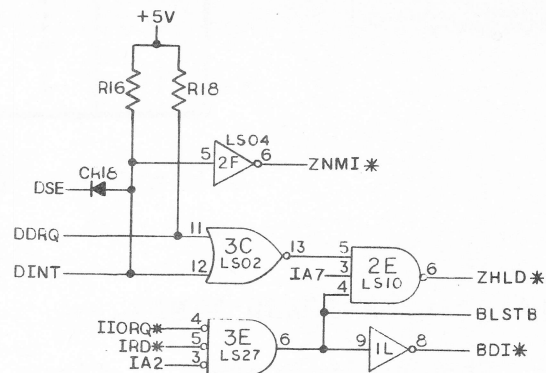 +5V
R16
R18
LS04
5
2F
6
ZNMI*
CR18
DSE
DDRQ
11
3C
LS02
13
5
IA7
3
2E
LS10
6
ZHLD*
DINT
12
4
BLSTB
IIORQ*
4
IRD*
5
3E
LS27
6
IA2
3
9
1L
8
BDI*